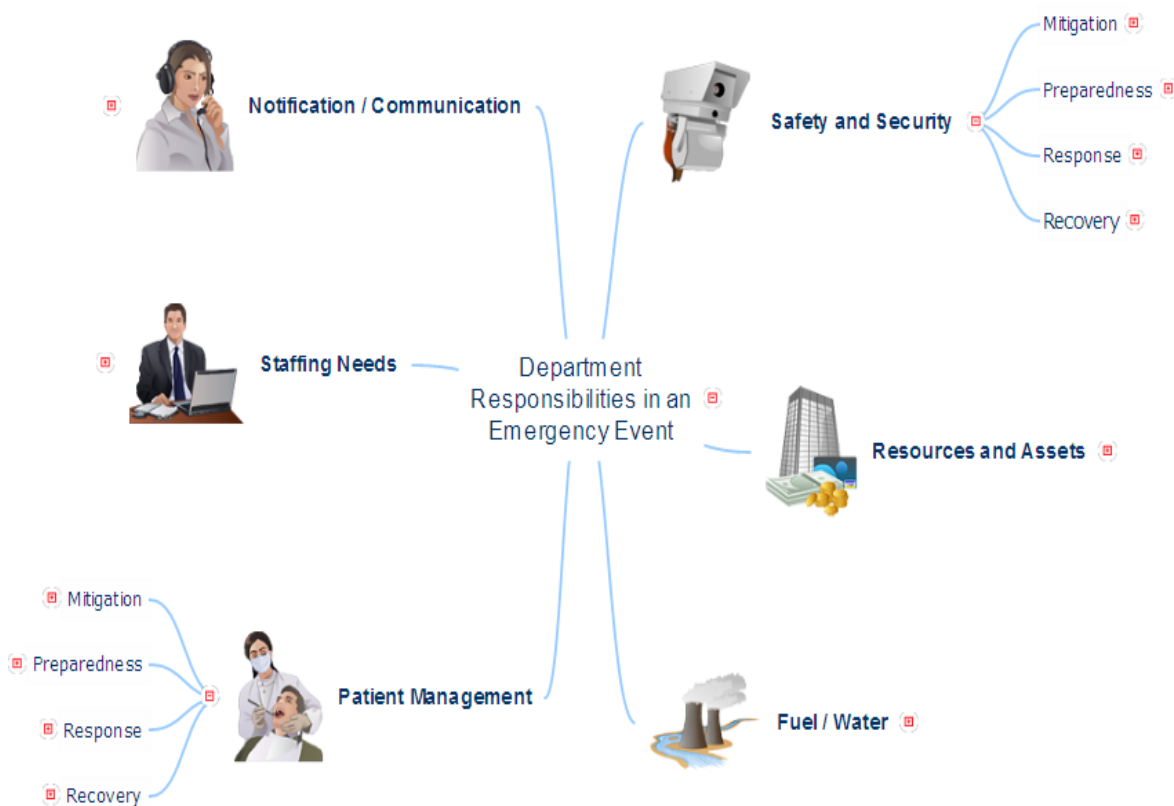 Mitigation
Preparedness
Notification / Communication
Safety and Security
Response
Recovery
Staffing Needs
Department
Responsibilities in an
Emergency Event
Resources and Assets
Mitigation
Preparedness
Patient Management
Response
Recovery
Fuel / Water